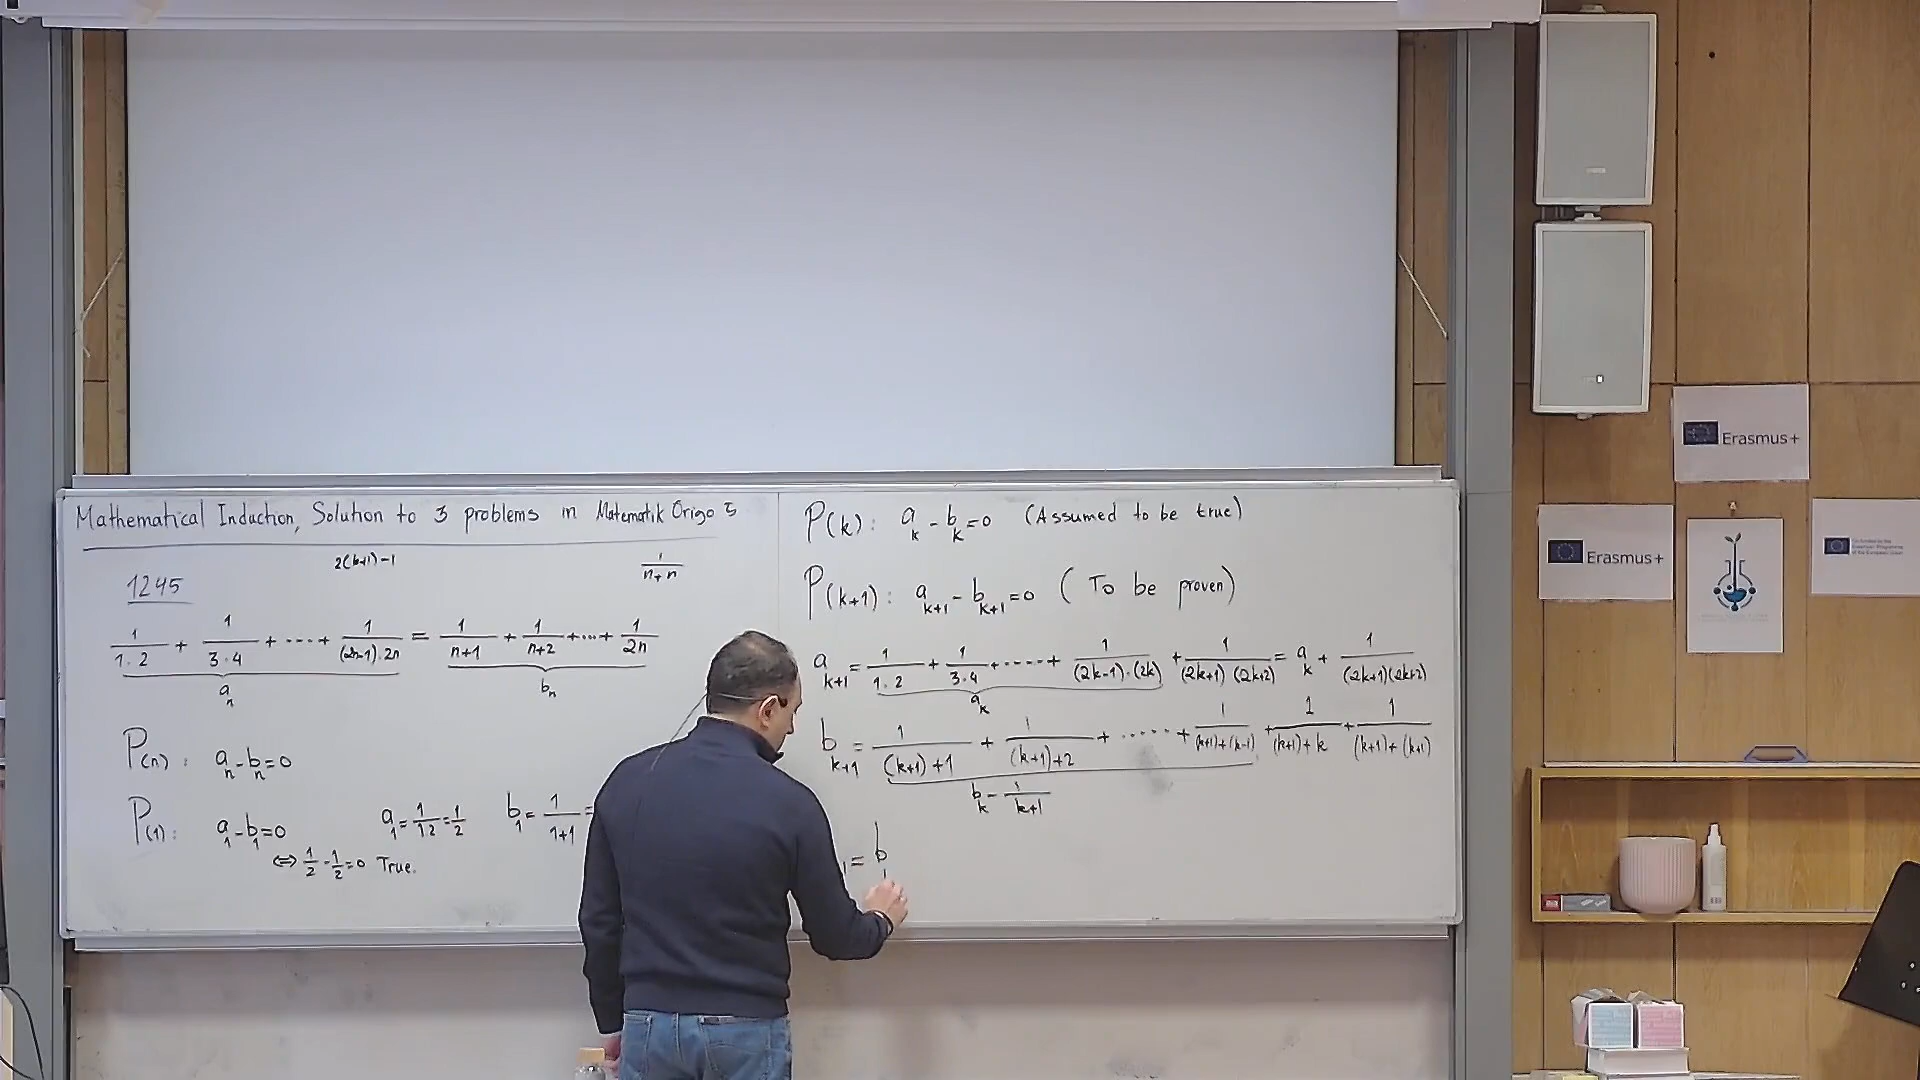 Mathematical Induction, Solution to 3 problems in Matematik Origo 5
2(k+1)-1
1/(n+n)
1245
1/(1·2) + 1/(3·4) + ···· + 1/((2n-1)·2n) = 1/(n+1) + 1/(n+2) + ··· + 1/(2n)
a_n b_n
P(n): a_n - b_n = 0
P(1): a_1 - b_1 = 0 a_1 = 1/(1·2) = 1/2 b_1 = 1/(1+1) =
⇔ 1/2 - 1/2 = 0 True.
P(k): a_k - b_k = 0 (Assumed to be true)
P(k+1): a_{k+1} - b_{k+1} = 0 (To be proven)
a_{k+1} = 1/(1·2) + 1/(3·4) + ····· + 1/((2k-1)·(2k)) + 1/((2k+1)(2k+2)) = a_k + 1/((2k+1)(2k+2))
a_k
b_{k+1} = 1/((k+1)+1) + 1/((k+1)+2) + ······ + 1/((k+1)+(k-1)) + 1/((k+1)+k) + 1/((k+1)+(k+1))
b_k - 1/(k+1)
= b
Erasmus+
Erasmus+